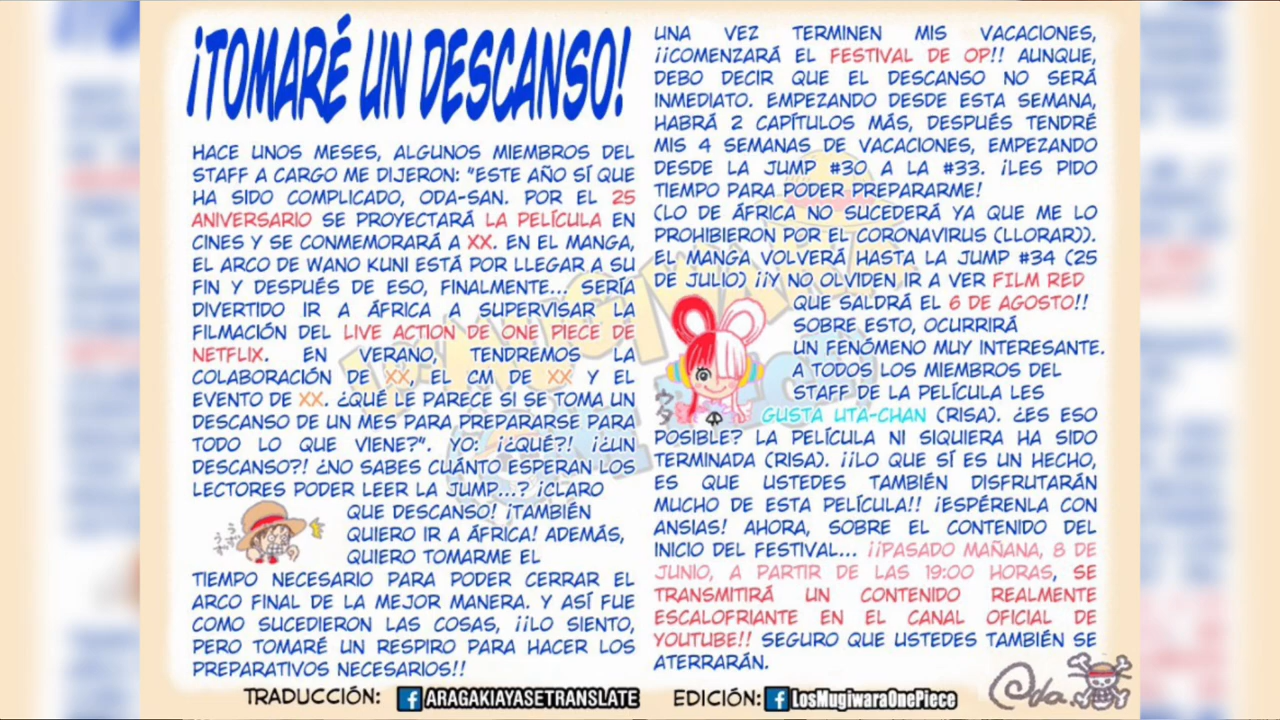 ¡TOMARÉ UN DESCANSO!
HACE UNOS MESES, ALGUNOS MIEMBROS DEL
STAFF A CARGO ME DIJERON: "ESTE AÑO SÍ QUE
HA SIDO COMPLICADO, ODA-SAN. POR EL 25
ANIVERSARIO SE PROYECTARÁ LA PELÍCULA EN
CINES Y SE CONMEMORARÁ A XX. EN EL MANGA,
EL ARCO DE WANO KUNI ESTÁ POR LLEGAR A SU
FIN Y DESPUÉS DE ESO, FINALMENTE... SERÍA
DIVERTIDO IR A ÁFRICA A SUPERVISAR LA
FILMACIÓN DEL LIVE ACTION DE ONE PIECE DE
NETFLIX. EN VERANO, TENDREMOS LA
COLABORACIÓN DE XX, EL CM DE XX Y EL
EVENTO DE XX. ¿QUÉ LE PARECE SI SE TOMA UN
DESCANSO DE UN MES PARA PREPARARSE PARA
TODO LO QUE VIENE?". YO: ¡¿QUÉ?! ¡¿UN
DESCANSO?! ¿NO SABES CUÁNTO ESPERAN LOS
LECTORES PODER LEER LA JUMP...? ¡CLARO
QUE DESCANSO! ¡TAMBIÉN
QUIERO IR A ÁFRICA! ADEMÁS,
QUIERO TOMARME EL
TIEMPO NECESARIO PARA PODER CERRAR EL
ARCO FINAL DE LA MEJOR MANERA. Y ASÍ FUE
COMO SUCEDIERON LAS COSAS, ¡¡LO SIENTO,
PERO TOMARÉ UN RESPIRO PARA HACER LOS
PREPARATIVOS NECESARIOS!!
UNA VEZ TERMINEN MIS VACACIONES,
¡¡COMENZARÁ EL FESTIVAL DE OP!! AUNQUE,
DEBO DECIR QUE EL DESCANSO NO SERÁ
INMEDIATO. EMPEZANDO DESDE ESTA SEMANA,
HABRÁ 2 CAPÍTULOS MÁS, DESPUÉS TENDRÉ
MIS 4 SEMANAS DE VACACIONES, EMPEZANDO
DESDE LA JUMP #30 A LA #33. ¡LES PIDO
TIEMPO PARA PODER PREPARARME!
(LO DE ÁFRICA NO SUCEDERÁ YA QUE ME LO
PROHIBIERON POR EL CORONAVIRUS (LLORAR)).
EL MANGA VOLVERÁ HASTA LA JUMP #34 (25
DE JULIO) ¡¡Y NO OLVIDEN IR A VER FILM RED
QUE SALDRÁ EL 6 DE AGOSTO!!
SOBRE ESTO, OCURRIRÁ
UN FENÓMENO MUY INTERESANTE.
A TODOS LOS MIEMBROS DEL
STAFF DE LA PELÍCULA LES
GUSTA UTA-CHAN (RISA). ¿ES ESO
POSIBLE? LA PELÍCULA NI SIQUIERA HA SIDO
TERMINADA (RISA). ¡¡LO QUE SÍ ES UN HECHO,
ES QUE USTEDES TAMBIÉN DISFRUTARÁN
MUCHO DE ESTA PELÍCULA!! ¡ESPÉRENLA CON
ANSIAS! AHORA, SOBRE EL CONTENIDO DEL
INICIO DEL FESTIVAL... ¡¡PASADO MAÑANA, 8 DE
JUNIO, A PARTIR DE LAS 19:00 HORAS, SE
TRANSMITIRÁ UN CONTENIDO REALMENTE
ESCALOFRIANTE EN EL CANAL OFICIAL DE
YOUTUBE!! SEGURO QUE USTEDES TAMBIÉN SE
ATERRARÁN.
ウタ
Oda.
TRADUCCIÓN: ARAGAKIAYASETRANSLATE
EDICIÓN: LosMugiwaraOnePiece